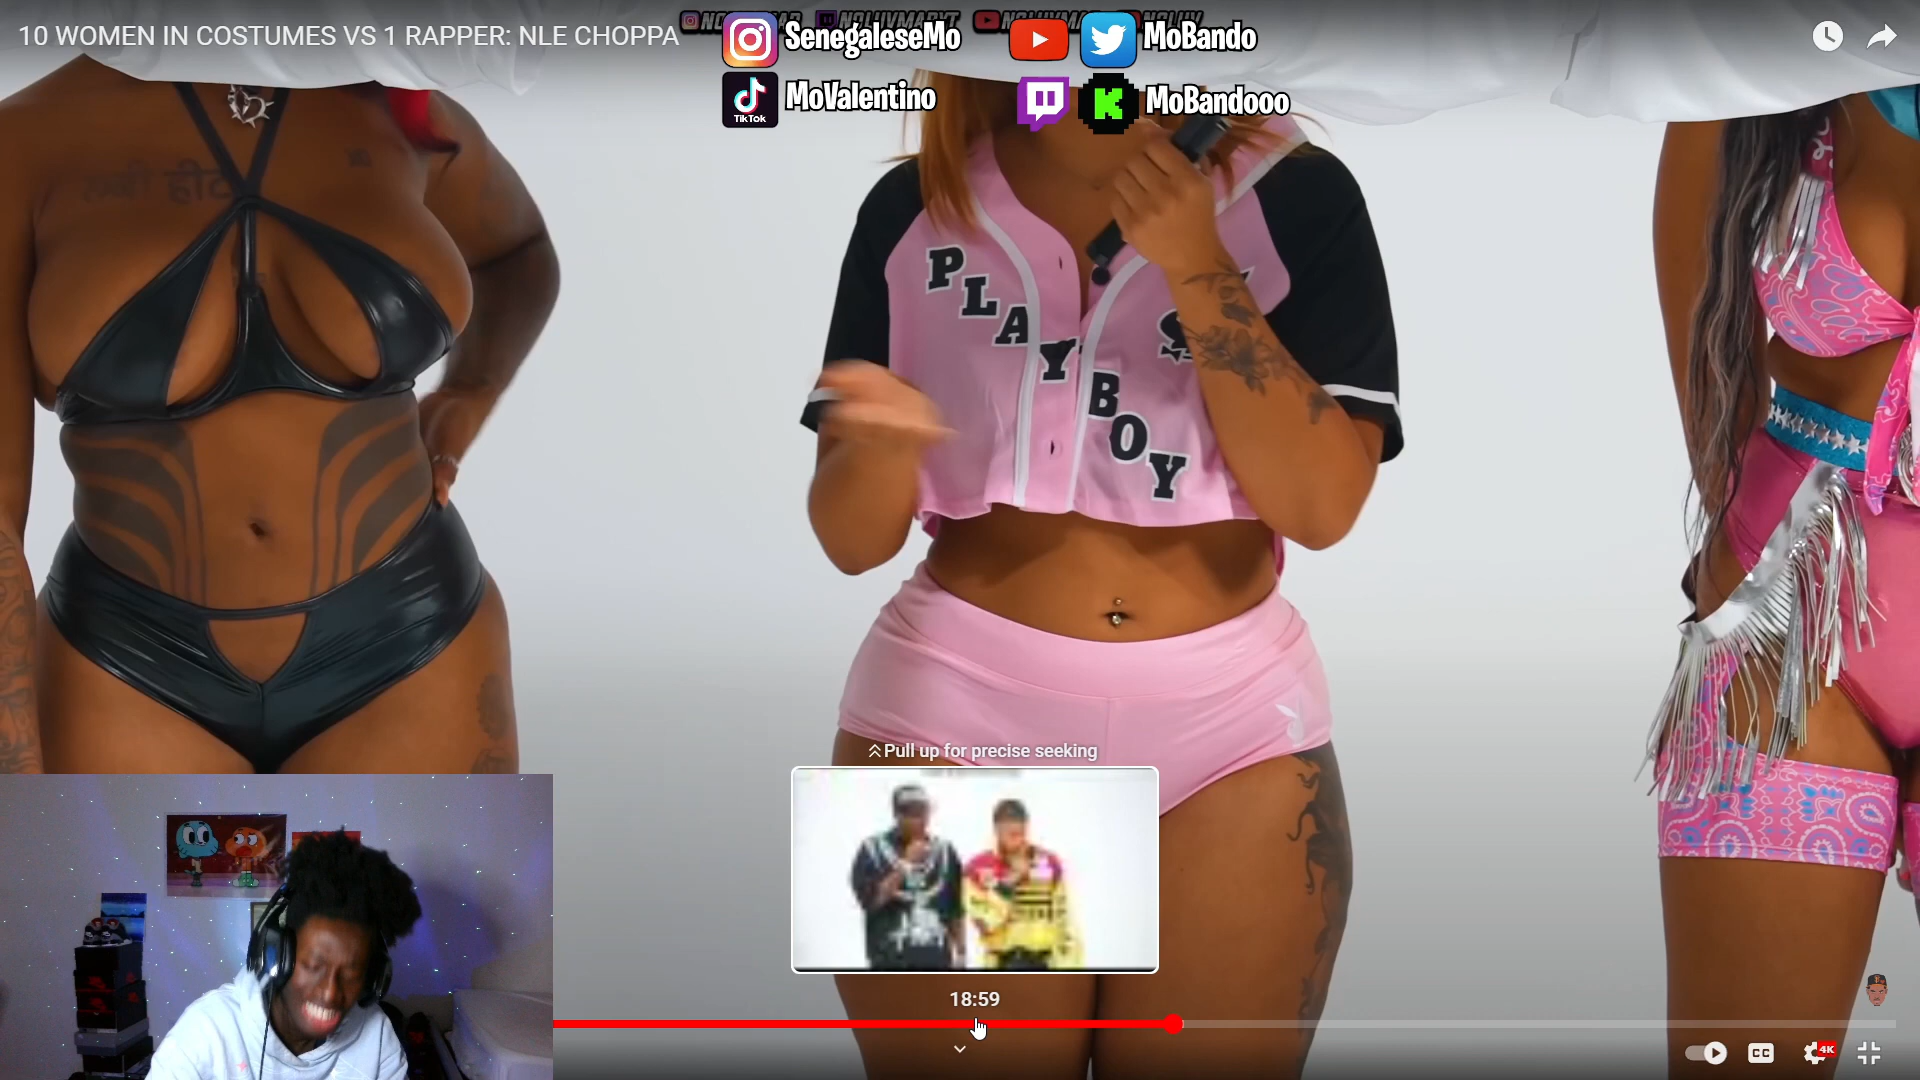 10 WOMEN IN COSTUMES VS 1 RAPPER: NLE CHOPPA
SenegaleseMo
MoBando
TikTok
MoValentino
K
MoBandooo
PLAYBOY
Pull up for precise seeking
18:59
CC
4K